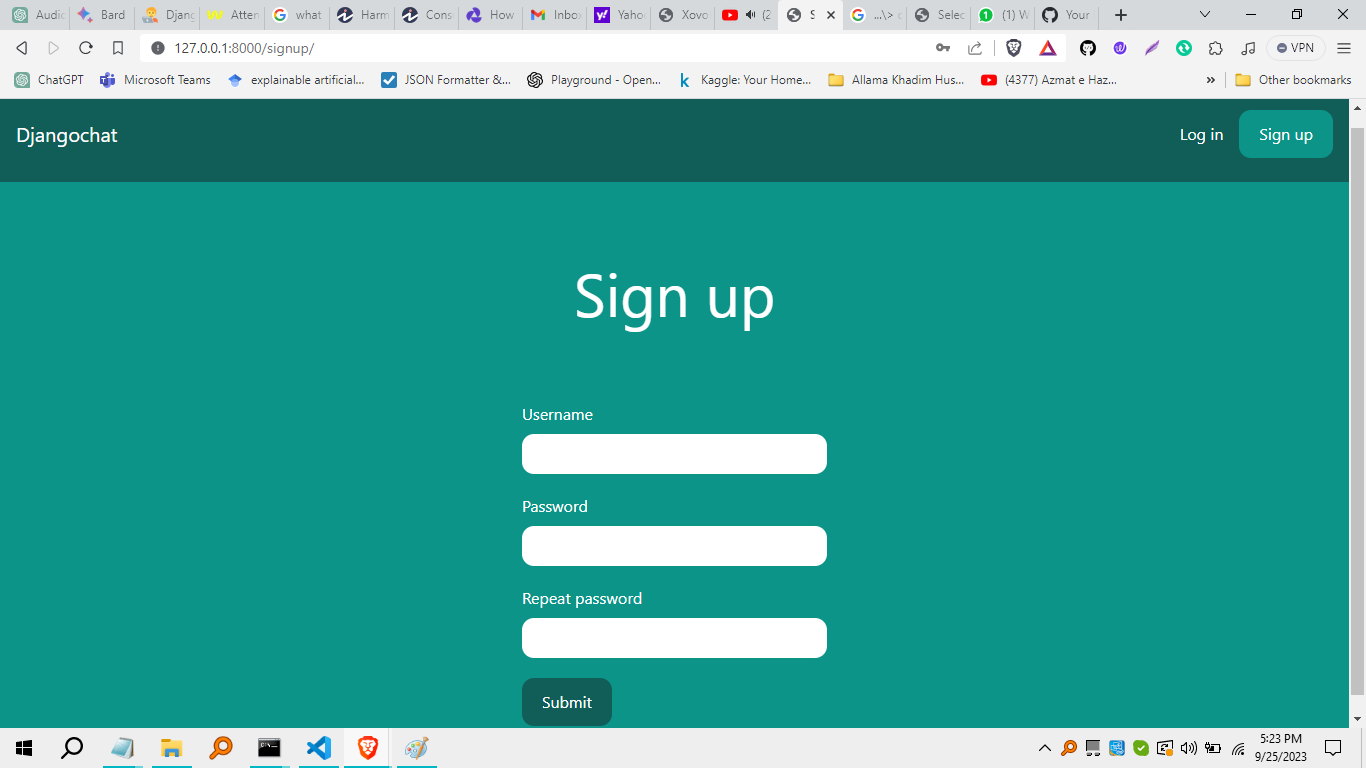 Audio
Bard
Djang
Atten
what
Harm
Cons
How
Inbox
Yahoo
Xovo
(2
S
...\> c
Selec
(1) W
Your
127.0.0.1:8000/signup/
VPN
ChatGPT
Microsoft Teams
explainable artificial...
JSON Formatter &...
Playground - Open...
Kaggle: Your Home...
Allama Khadim Hus...
(4377) Azmat e Haz...
»
Other bookmarks
Djangochat
Log in
Sign up
Sign up
Username
Password
Repeat password
Submit
5:23 PM
9/25/2023